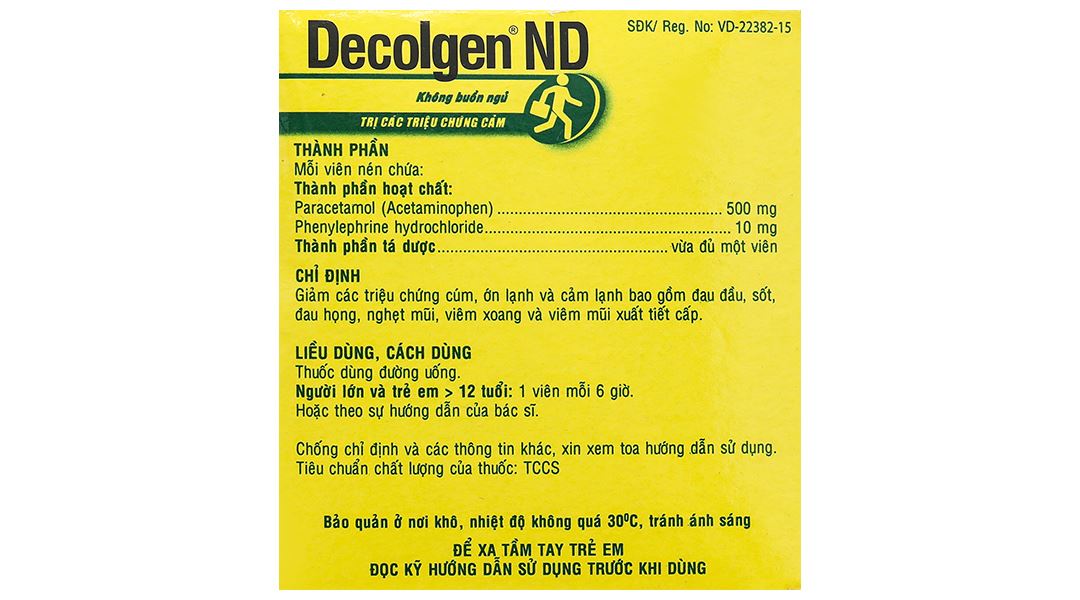 Decolgen® ND
SĐK/ Reg. No: VD-22382-15
Không buồn ngủ
TRỊ CÁC TRIỆU CHỨNG CẢM
THÀNH PHẦN
Mỗi viên nén chứa:
Thành phần hoạt chất:
Paracetamol (Acetaminophen) ..................................................... 500 mg
Phenylephrine hydrochloride.......................................................... 10 mg
Thành phần tá dược...................................................... vừa đủ một viên
CHỈ ĐỊNH
Giảm các triệu chứng cúm, ớn lạnh và cảm lạnh bao gồm đau đầu, sốt,
đau họng, nghẹt mũi, viêm xoang và viêm mũi xuất tiết cấp.
LIỀU DÙNG, CÁCH DÙNG
Thuốc dùng đường uống.
Người lớn và trẻ em > 12 tuổi: 1 viên mỗi 6 giờ.
Hoặc theo sự hướng dẫn của bác sĩ.
Chống chỉ định và các thông tin khác, xin xem toa hướng dẫn sử dụng.
Tiêu chuẩn chất lượng của thuốc: TCCS
Bảo quản ở nơi khô, nhiệt độ không quá 30⁰C, tránh ánh sáng
ĐỂ XA TẦM TAY TRẺ EM
ĐỌC KỸ HƯỚNG DẪN SỬ DỤNG TRƯỚC KHI DÙNG